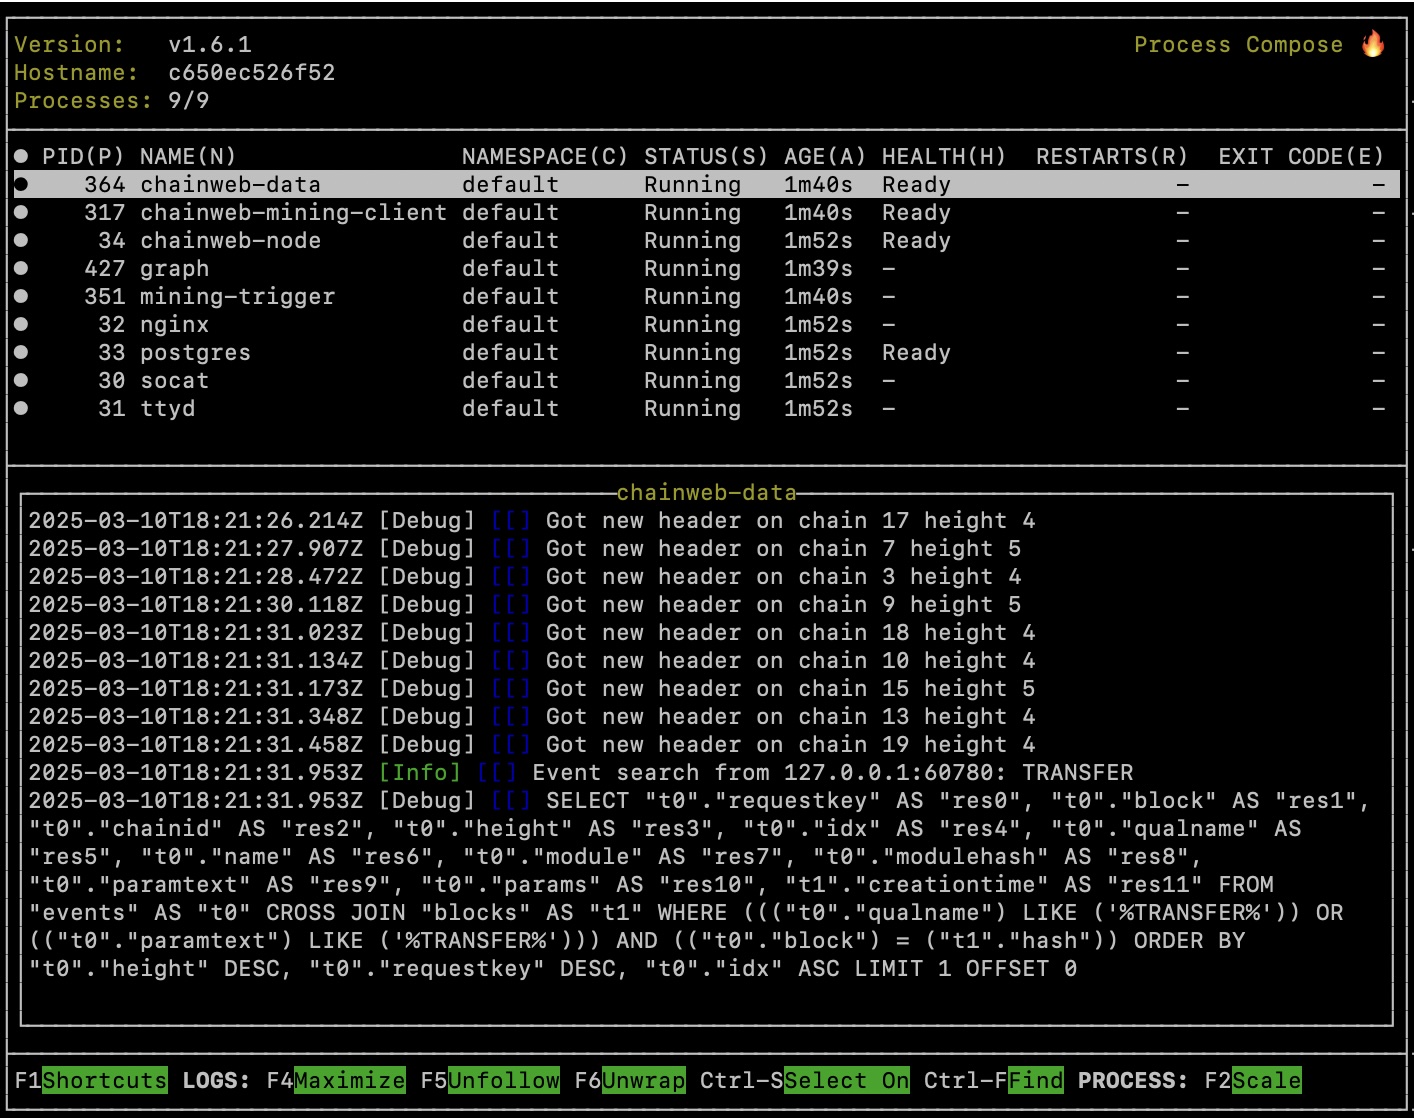 Version: v1.6.1 Process Compose 🔥
Hostname: c650ec526f52
Processes: 9/9
● PID(P) NAME(N) NAMESPACE(C) STATUS(S) AGE(A) HEALTH(H) RESTARTS(R) EXIT CODE(E)
● 364 chainweb-data default Running 1m40s Ready - -
● 317 chainweb-mining-client default Running 1m40s Ready - -
● 34 chainweb-node default Running 1m52s Ready - -
● 427 graph default Running 1m39s - - -
● 351 mining-trigger default Running 1m40s - - -
● 32 nginx default Running 1m52s - - -
● 33 postgres default Running 1m52s Ready - -
● 30 socat default Running 1m52s - - -
● 31 ttyd default Running 1m52s - - -
chainweb-data
2025-03-10T18:21:26.214Z [Debug] [[] Got new header on chain 17 height 4
2025-03-10T18:21:27.907Z [Debug] [[] Got new header on chain 7 height 5
2025-03-10T18:21:28.472Z [Debug] [[] Got new header on chain 3 height 4
2025-03-10T18:21:30.118Z [Debug] [[] Got new header on chain 9 height 5
2025-03-10T18:21:31.023Z [Debug] [[] Got new header on chain 18 height 4
2025-03-10T18:21:31.134Z [Debug] [[] Got new header on chain 10 height 4
2025-03-10T18:21:31.173Z [Debug] [[] Got new header on chain 15 height 5
2025-03-10T18:21:31.348Z [Debug] [[] Got new header on chain 13 height 4
2025-03-10T18:21:31.458Z [Debug] [[] Got new header on chain 19 height 4
2025-03-10T18:21:31.953Z [Info] [[] Event search from 127.0.0.1:60780: TRANSFER
2025-03-10T18:21:31.953Z [Debug] [[] SELECT "t0"."requestkey" AS "res0", "t0"."block" AS "res1",
"t0"."chainid" AS "res2", "t0"."height" AS "res3", "t0"."idx" AS "res4", "t0"."qualname" AS
"res5", "t0"."name" AS "res6", "t0"."module" AS "res7", "t0"."modulehash" AS "res8",
"t0"."paramtext" AS "res9", "t0"."params" AS "res10", "t1"."creationtime" AS "res11" FROM
"events" AS "t0" CROSS JOIN "blocks" AS "t1" WHERE ((("t0"."qualname") LIKE ('%TRANSFER%')) OR
(("t0"."paramtext") LIKE ('%TRANSFER%'))) AND (("t0"."block") = ("t1"."hash")) ORDER BY
"t0"."height" DESC, "t0"."requestkey" DESC, "t0"."idx" ASC LIMIT 1 OFFSET 0
F1Shortcuts LOGS: F4Maximize F5Unfollow F6Unwrap Ctrl-SSelect On Ctrl-FFind PROCESS: F2Scale